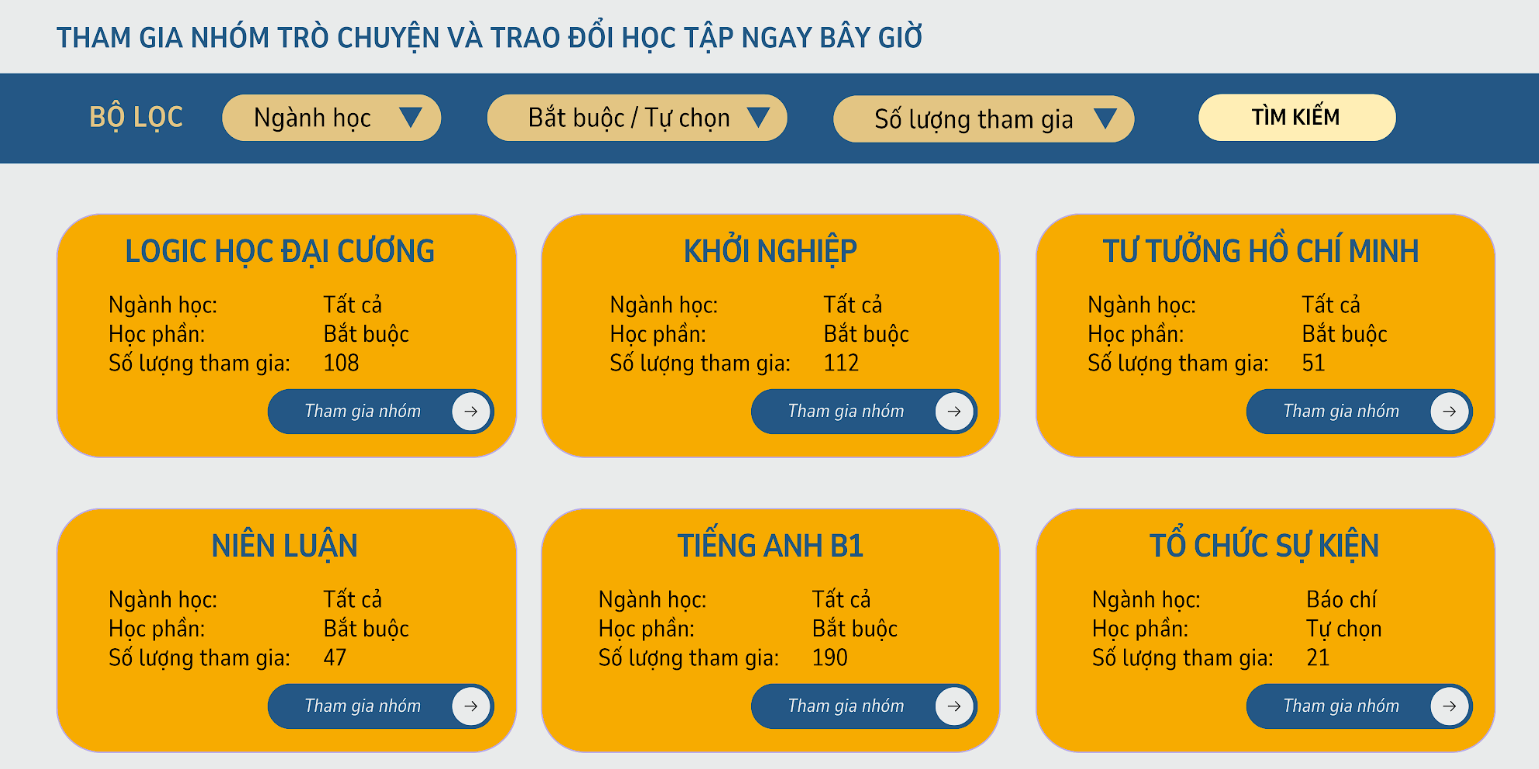 THAM GIA NHÓM TRÒ CHUYỆN VÀ TRAO ĐỔI HỌC TẬP NGAY BÂY GIỜ
BỘ LỌC
Ngành học
Bắt buộc / Tự chọn
Số lượng tham gia
TÌM KIẾM
LOGIC HỌC ĐẠI CƯƠNG
Ngành học: Tất cả
Học phần: Bắt buộc
Số lượng tham gia: 108
Tham gia nhóm
KHỞI NGHIỆP
Ngành học: Tất cả
Học phần: Bắt buộc
Số lượng tham gia: 112
Tham gia nhóm
TƯ TƯỞNG HỒ CHÍ MINH
Ngành học: Tất cả
Học phần: Bắt buộc
Số lượng tham gia: 51
Tham gia nhóm
NIÊN LUẬN
Ngành học: Tất cả
Học phần: Bắt buộc
Số lượng tham gia: 47
Tham gia nhóm
TIẾNG ANH B1
Ngành học: Tất cả
Học phần: Bắt buộc
Số lượng tham gia: 190
Tham gia nhóm
TỔ CHỨC SỰ KIỆN
Ngành học: Báo chí
Học phần: Tự chọn
Số lượng tham gia: 21
Tham gia nhóm